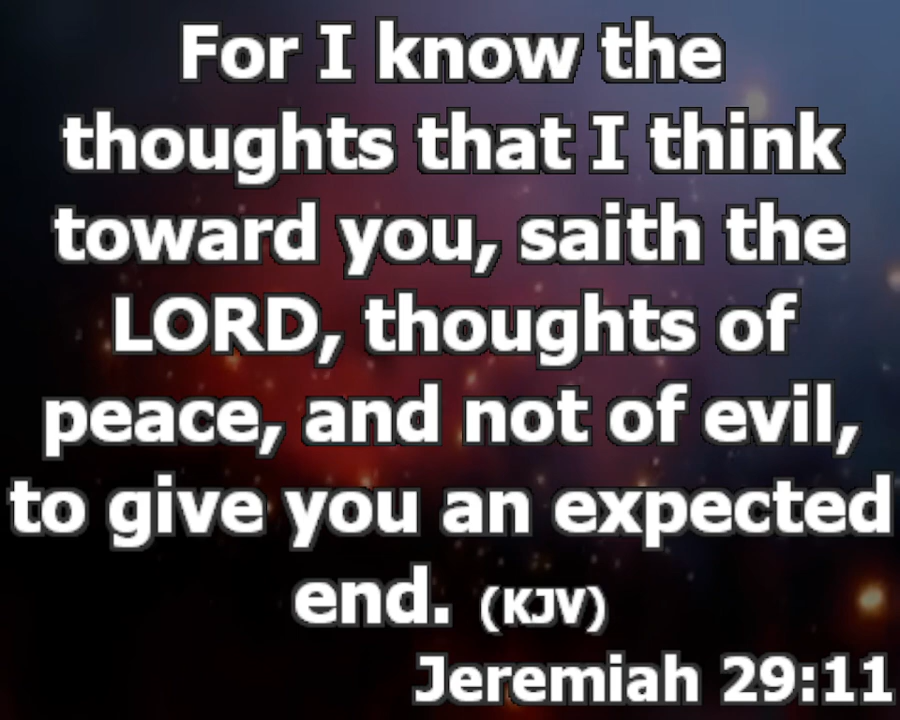 For I know the
thoughts that I think
toward you, saith the
LORD, thoughts of
peace, and not of evil,
to give you an expected
end. (KJV)
Jeremiah 29:11